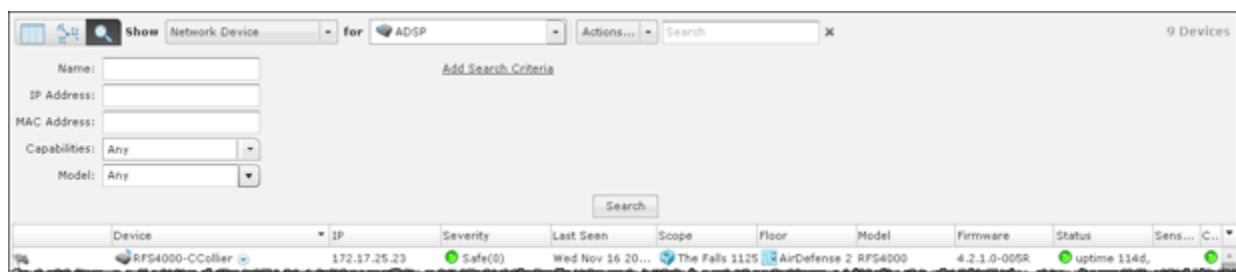 Show Network Device for ADSP Actions... Search 9 Devices
Name: Add Search Criteria
IP Address:
MAC Address:
Capabilities: Any
Model: Any
Search
Device IP Severity Last Seen Scope Floor Model Firmware Status Sens... C...
RFS4000-CCollier 172.17.25.23 Safe(0) Wed Nov 16 20... The Falls 1125 AirDefense 2 RFS4000 4.2.1.0-005R uptime 114d,